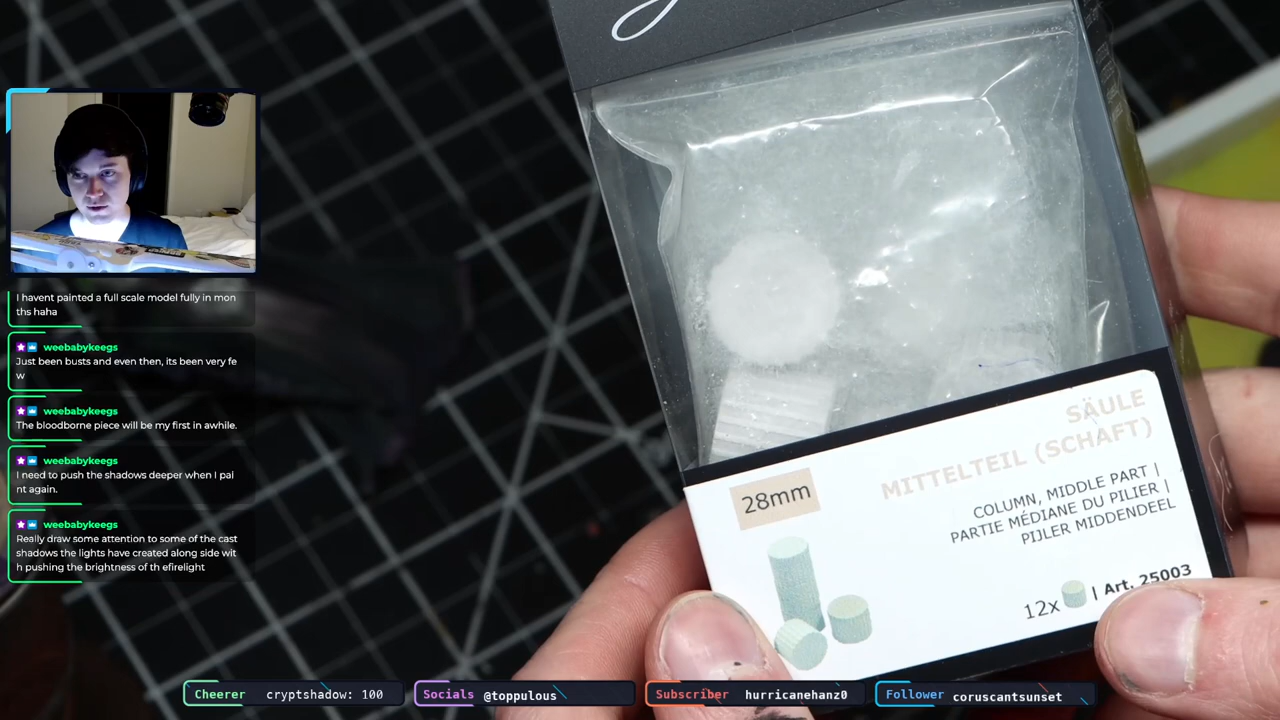 I havent painted a full scale model fully in mon
ths haha
weebabykeegs
Just been busts and even then, its been very fe
w
weebabykeegs
The bloodborne piece will be my first in awhile.
weebabykeegs
I need to push the shadows deeper when I pai
nt again.
weebabykeegs
Really draw some attention to some of the cast
shadows the lights have created along side wit
h pushing the brightness of th efirelight
SÄULE
MITTELTEIL (SCHAFT)
28mm
COLUMN, MIDDLE PART |
PARTIE MÉDIANE DU PILIER |
PIJLER MIDDENDEEL
12x | Art. 25003
Cheerer cryptshadow: 100
Socials @toppulous
Subscriber hurricanehanz0
Follower coruscantsunset